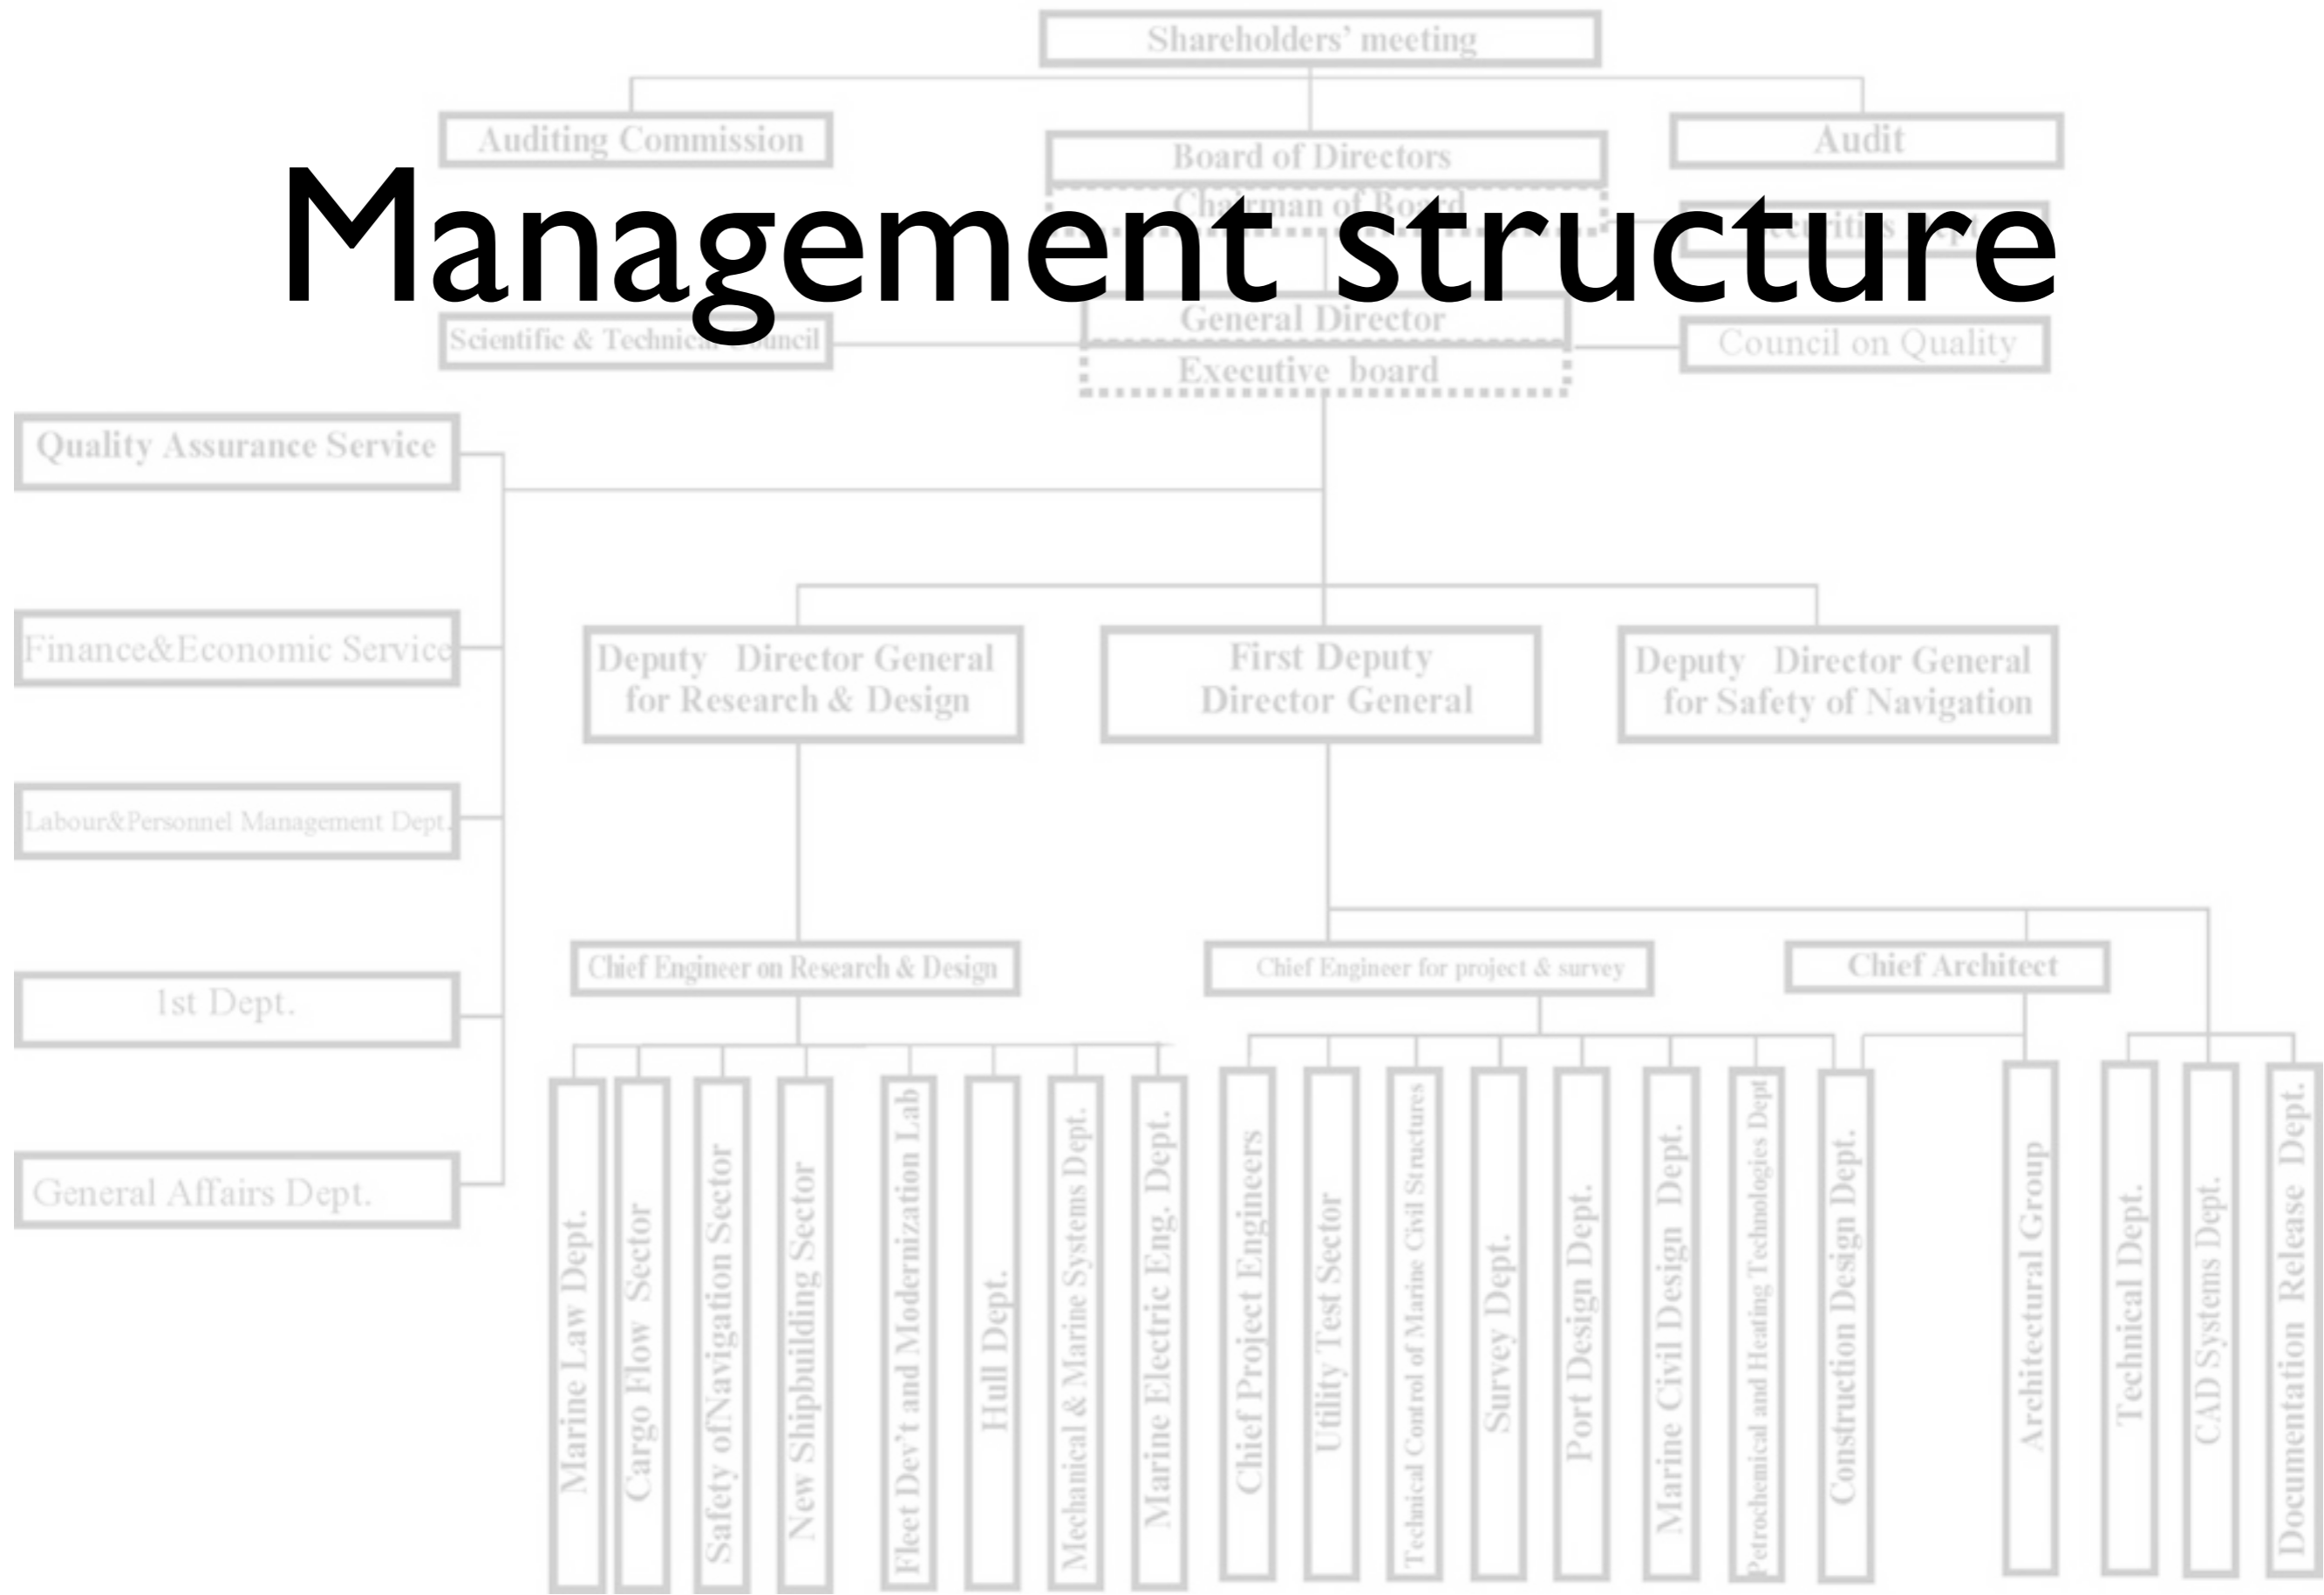 Shareholders' meeting
Auditing Commission
Board of Directors
Audit
Chairman of Board
Management structure
General Director
Scientific & Technical Council
Council on Quality
Executive board
Quality Assurance Service
Finance&Economic Service
Deputy Director General
for Research & Design
First Deputy
Director General
Deputy Director General
for Safety of Navigation
Labour&Personnel Management Dept.
Chief Engineer on Research & Design
Chief Engineer for project & survey
Chief Architect
1st Dept.
General Affairs Dept.
Marine Law Dept.
Cargo Flow Sector
Safety ofNavigation Sector
New Shipbuilding Sector
Fleet Dev't and Modernization Lab
Hull Dept.
Mechanical & Marine Systems Dept.
Marine Electric Eng. Dept.
Chief Project Engineers
Utility Test Sector
Technical Control of Marine Civil Structures
Survey Dept.
Port Design Dept.
Marine Civil Design Dept.
Petrochemical and Heating Technologies Dept
Construction Design Dept.
Architectural Group
Technical Dept.
CAD Systems Dept.
Documentation Release Dept.